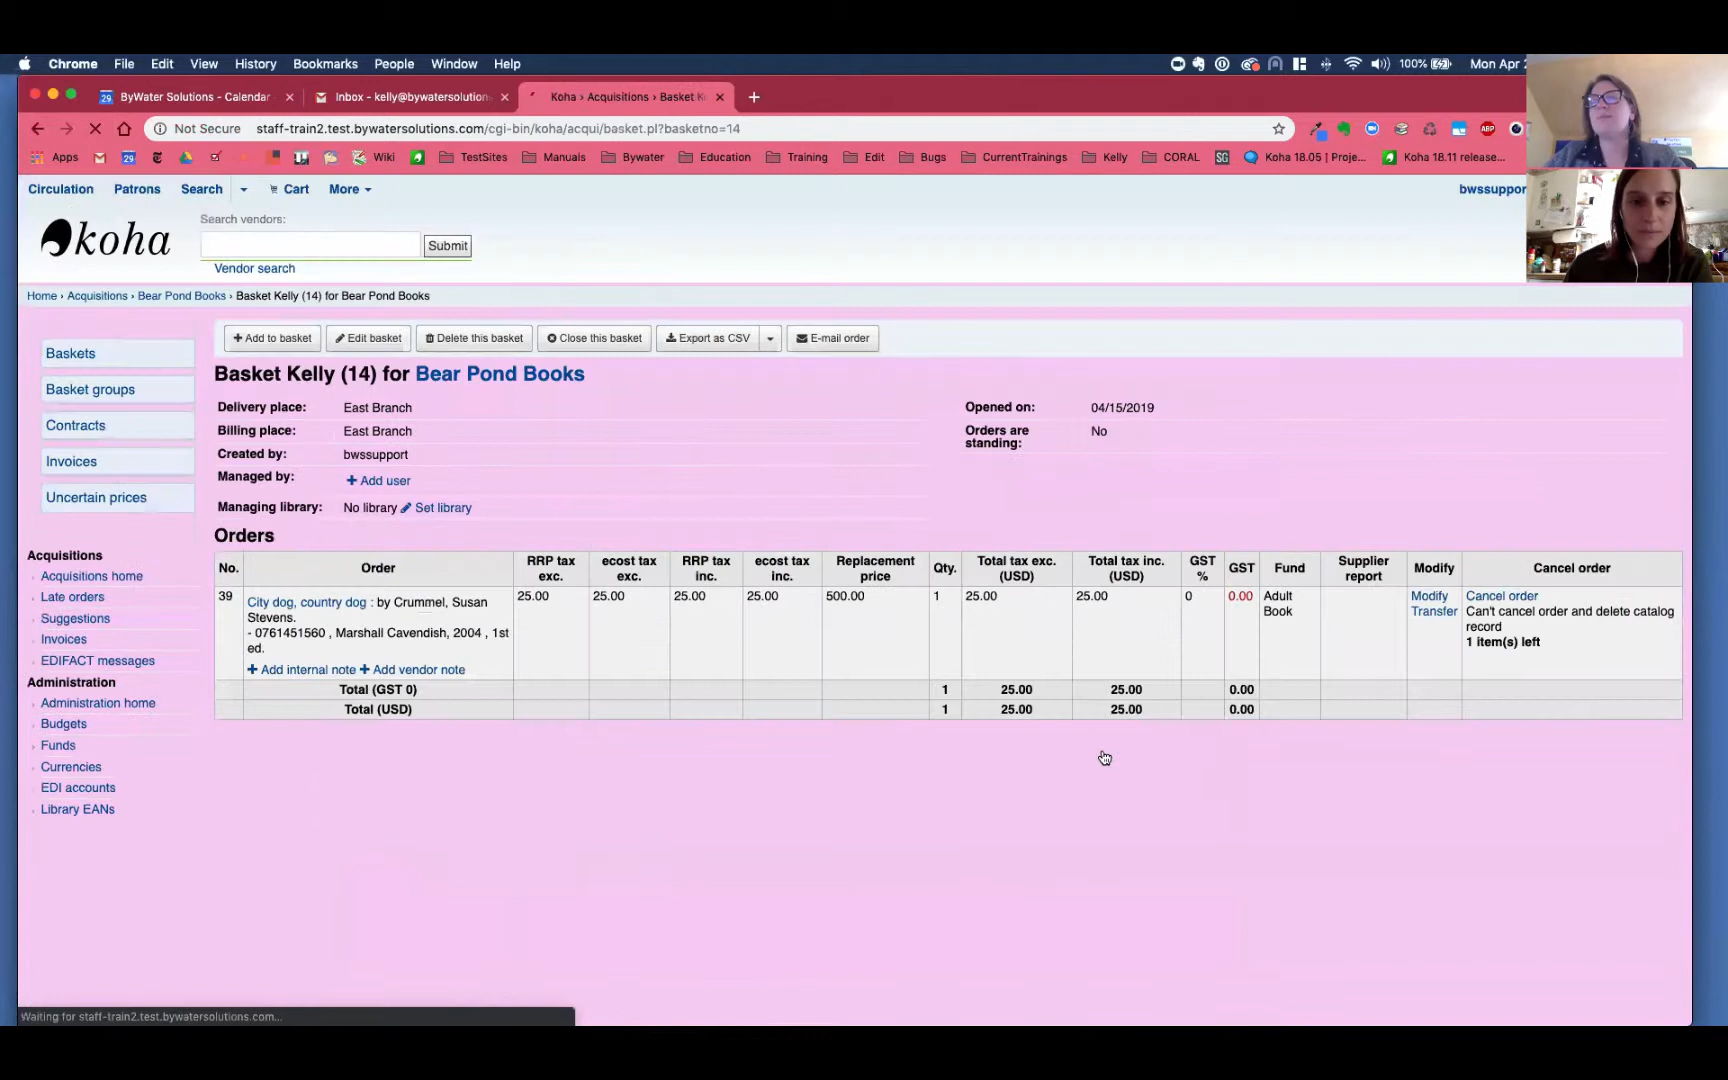 Chrome File Edit View History Bookmarks People Window Help 100% Mon Apr
ByWater Solutions - Calendar Inbox - kelly@bywatersolution Koha › Acquisitions › Basket K
Not Secure staff-train2.test.bywatersolutions.com/cgi-bin/koha/acqui/basket.pl?basketno=14
Apps Wiki TestSites Manuals Bywater Education Training Edit Bugs CurrentTrainings Kelly CORAL Koha 18.05 | Proje... Koha 18.11 release...
Circulation Patrons Search Cart More bwssuppor
koha
Search vendors:
Submit
Vendor search
Home › Acquisitions › Bear Pond Books › Basket Kelly (14) for Bear Pond Books
Baskets
Basket groups
Contracts
Invoices
Uncertain prices
Acquisitions
Acquisitions home
Late orders
Suggestions
Invoices
EDIFACT messages
Administration
Administration home
Budgets
Funds
Currencies
EDI accounts
Library EANs
+ Add to basket Edit basket Delete this basket Close this basket Export as CSV E-mail order
Basket Kelly (14) for Bear Pond Books
Delivery place: East Branch
Billing place: East Branch
Created by: bwssupport
Managed by: + Add user
Managing library: No library Set library
Opened on: 04/15/2019
Orders are standing: No
Orders
No. Order RRP tax exc. ecost tax exc. RRP tax inc. ecost tax inc. Replacement price Qty. Total tax exc. (USD) Total tax inc. (USD) GST % GST Fund Supplier report Modify Cancel order
39 City dog, country dog : by Crummel, Susan 25.00 25.00 25.00 25.00 500.00 1 25.00 25.00 0 0.00 Adult Modify Cancel order
Stevens. Book Transfer Can't cancel order and delete catalog
- 0761451560 , Marshall Cavendish, 2004 , 1st record
ed. 1 item(s) left
+ Add internal note + Add vendor note
Total (GST 0) 1 25.00 25.00 0.00
Total (USD) 1 25.00 25.00 0.00
Waiting for staff-train2.test.bywatersolutions.com...